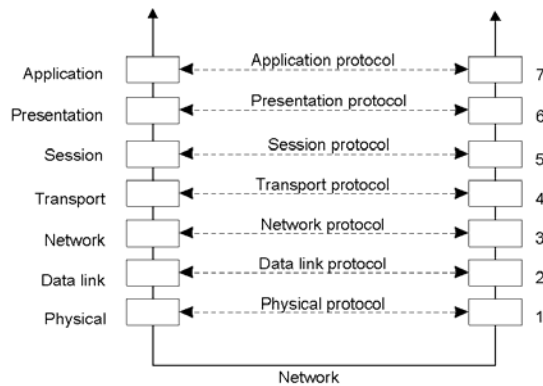 Application Application protocol 7
Presentation Presentation protocol 6
Session Session protocol 5
Transport Transport protocol 4
Network Network protocol 3
Data link Data link protocol 2
Physical Physical protocol 1
Network